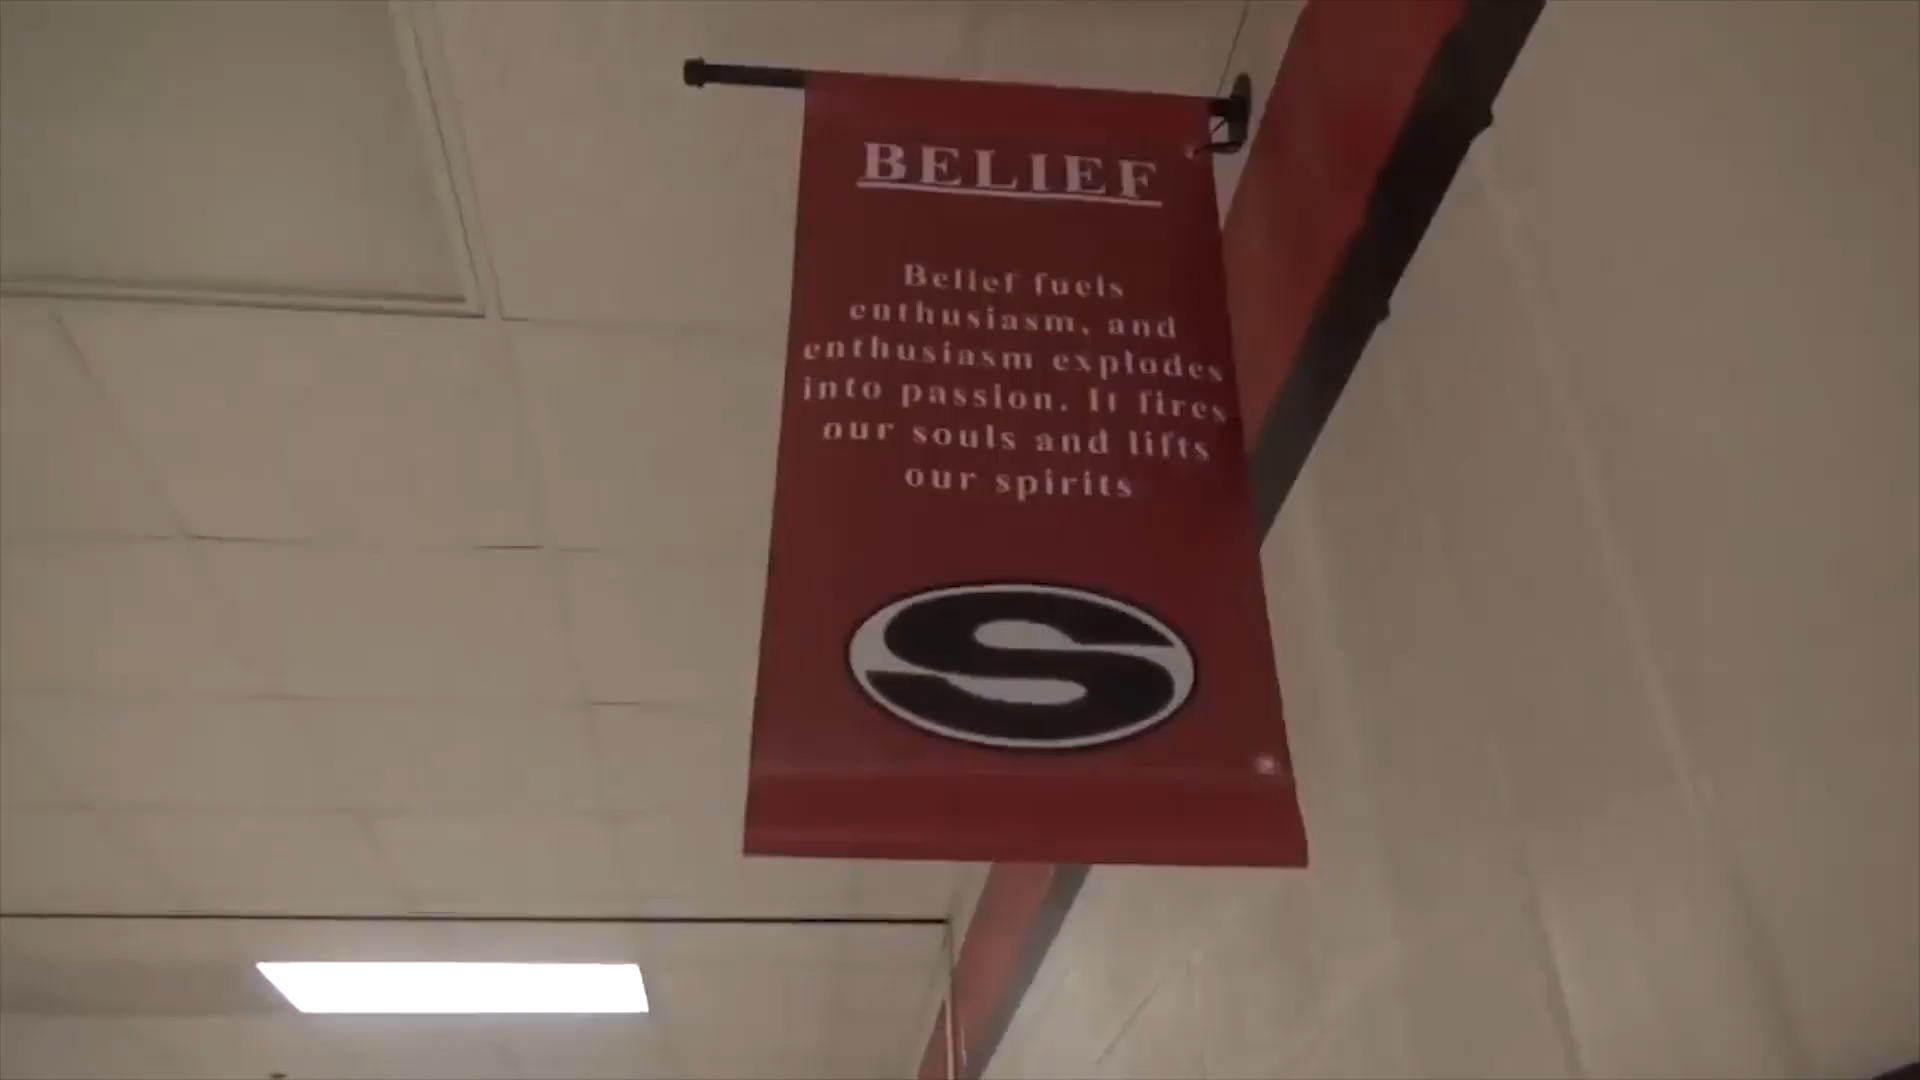 BELIEF
Belief fuels
enthusiasm, and
enthusiasm explodes
into passion. It fires
our souls and lifts
our spirits
S